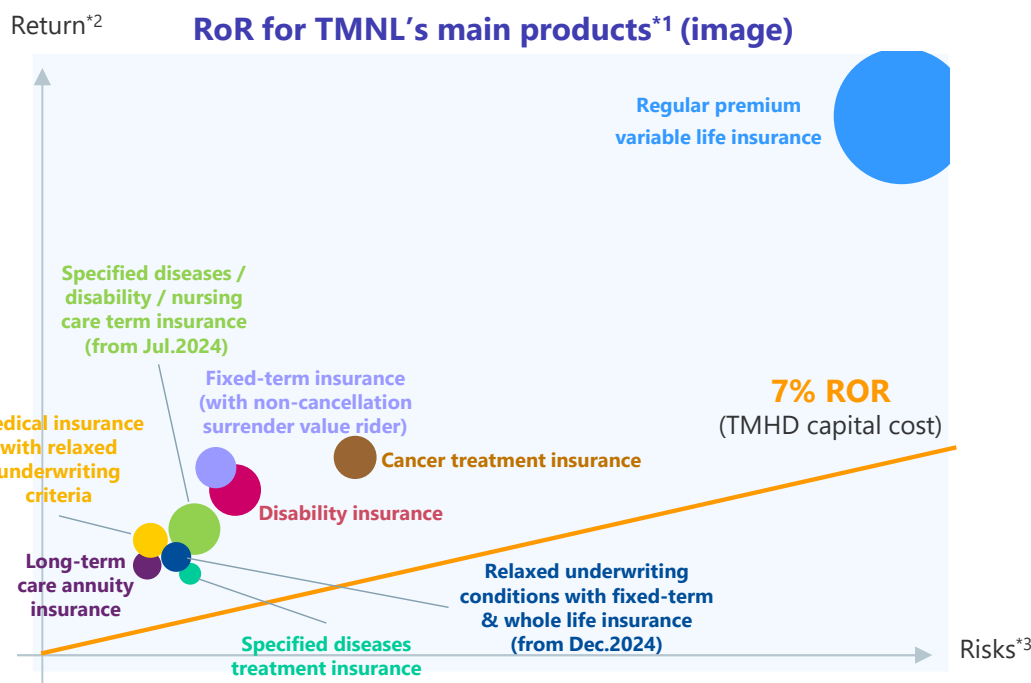 Return*2
RoR for TMNL's main products*1 (image)
Regular premium
variable life insurance
Specified diseases /
disability / nursing
care term insurance
(from Jul.2024)
Fixed-term insurance
(with non-cancellation
surrender value rider)
7% ROR
(TMHD capital cost)
edical insurance
with relaxed
underwriting
criteria
Cancer treatment insurance
Disability insurance
Long-term
care annuity
insurance
Relaxed underwriting
conditions with fixed-term
& whole life insurance
(from Dec.2024)
Specified diseases
treatment insurance
Risks*3